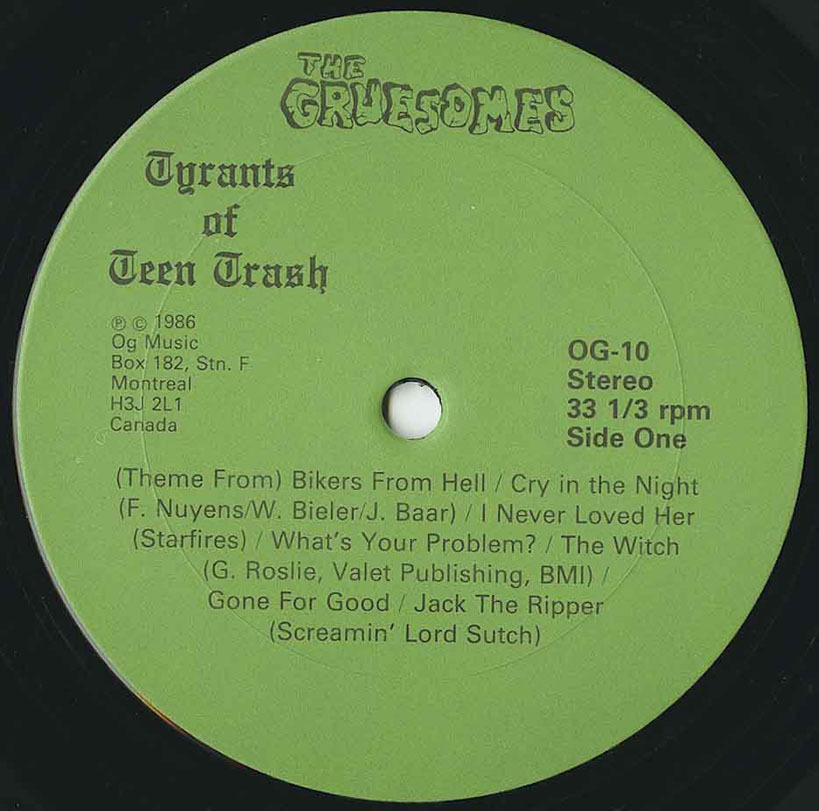 THE
GRUESOMES
Tyrants
of
Teen Trash
℗ © 1986
Og Music
Box 182, Stn. F
Montreal
H3J 2L1
Canada
OG-10
Stereo
33 1/3 rpm
Side One
(Theme From) Bikers From Hell / Cry in the Night
(F. Nuyens/W. Bieler/J. Baar) / I Never Loved Her
(Starfires) / What's Your Problem? / The Witch
(G. Roslie, Valet Publishing, BMI) /
Gone For Good / Jack The Ripper
(Screamin' Lord Sutch)